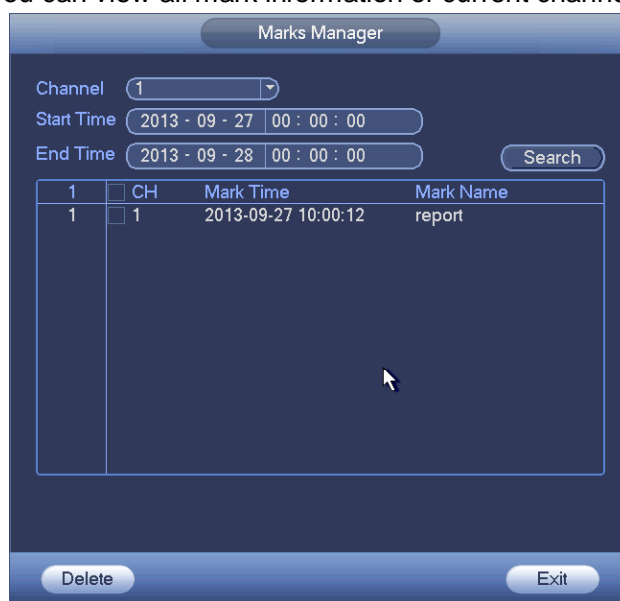 ou can view all mark information of current chann
Marks Manager
Channel 1
Start Time 2013 - 09 - 27 00 : 00 : 00
End Time 2013 - 09 - 28 00 : 00 : 00
Search
1 CH Mark Time Mark Name
1 1 2013-09-27 10:00:12 report
Delete Exit